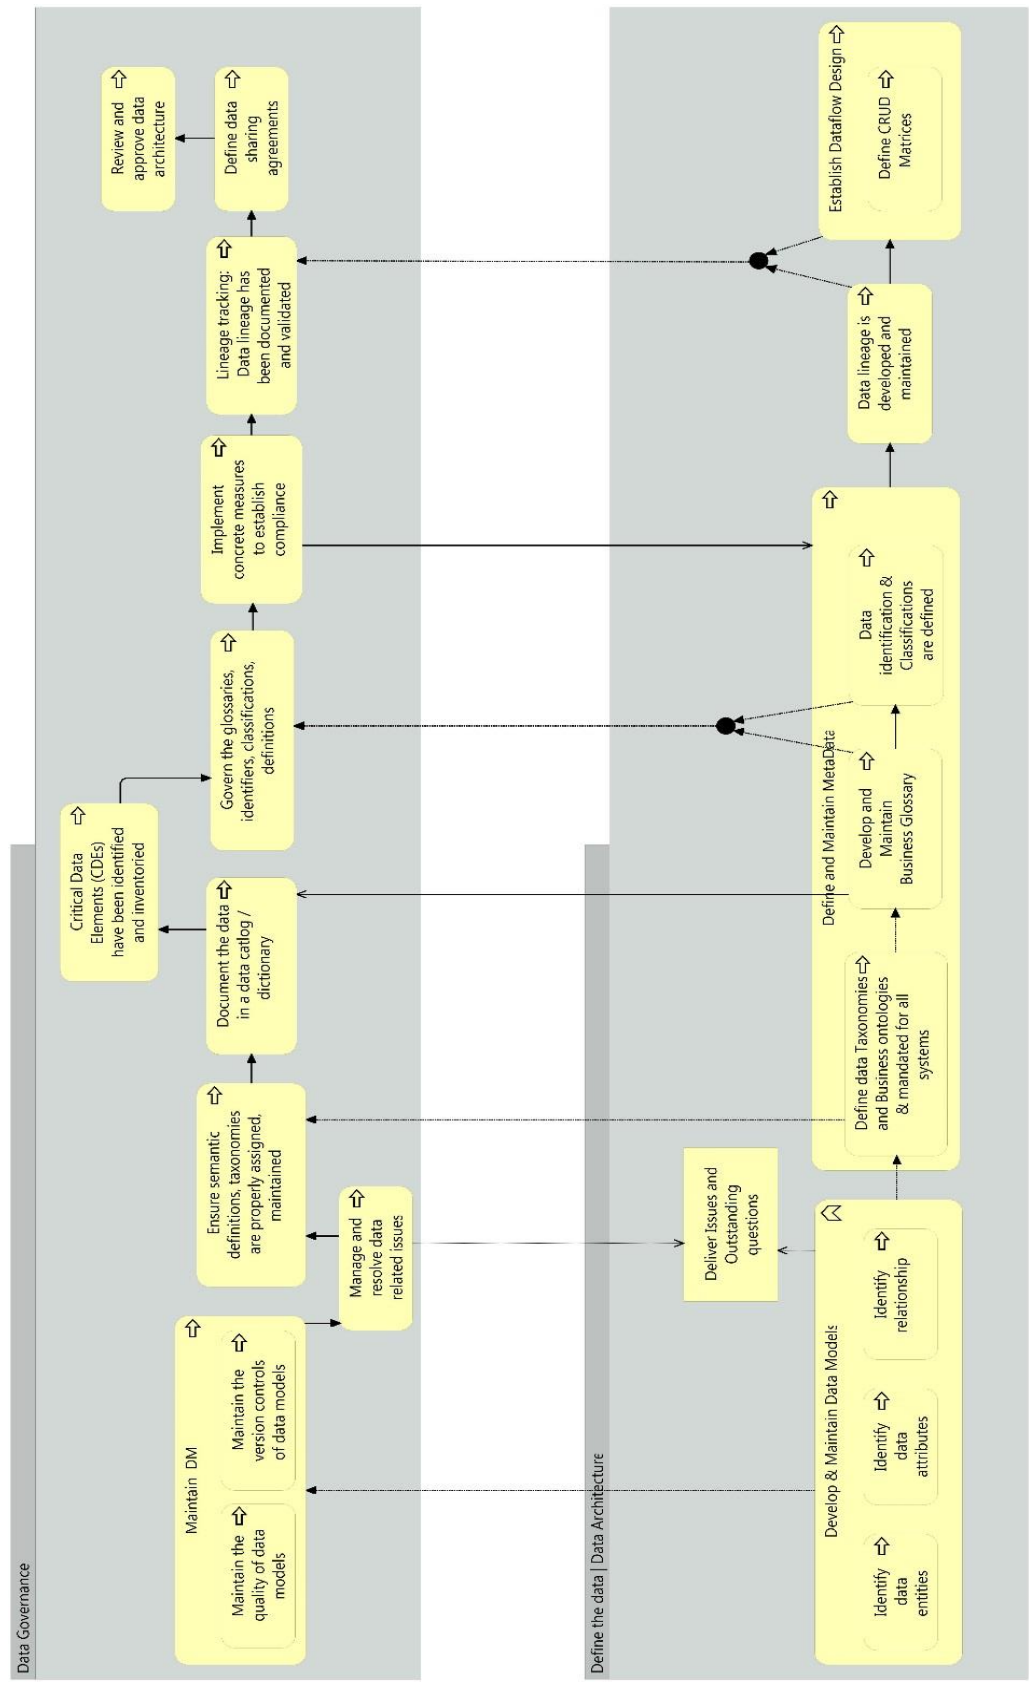 Data Governance
Maintain DM
Maintain the
quality of data
models
Maintain the
version controls
of data models
Manage and
resolve data
related issues
Ensure semantic
definitions, taxonomies
are properly assigned,
maintained
Document the data
in a data catlog /
dictionary
Critical Data
Elements (CDEs)
have been identified
and inventoried
Govern the glossaries,
identifiers, classifications,
definitions
Implement
concrete measures
to establish
compliance
Lineage tracking:
Data lineage has
been documented
and validated
Define data
sharing
agreements
Review and
approve data
architecture
Define the data | Data Architecture
Deliver Issues and
Outstanding
questions
Develop & Maintain Data Models
Identify
data
entities
Identify
data
attributes
Identify
relationship
Define and Maintain MetaData
Define data Taxonomies
and Business ontologies
& mandated for all
systems
Develop and
Maintain
Business Glossary
Data
identification &
Classifications
are defined
Data lineage is
developed and
maintained
Establish Dataflow Design
Define CRUD
Matrices